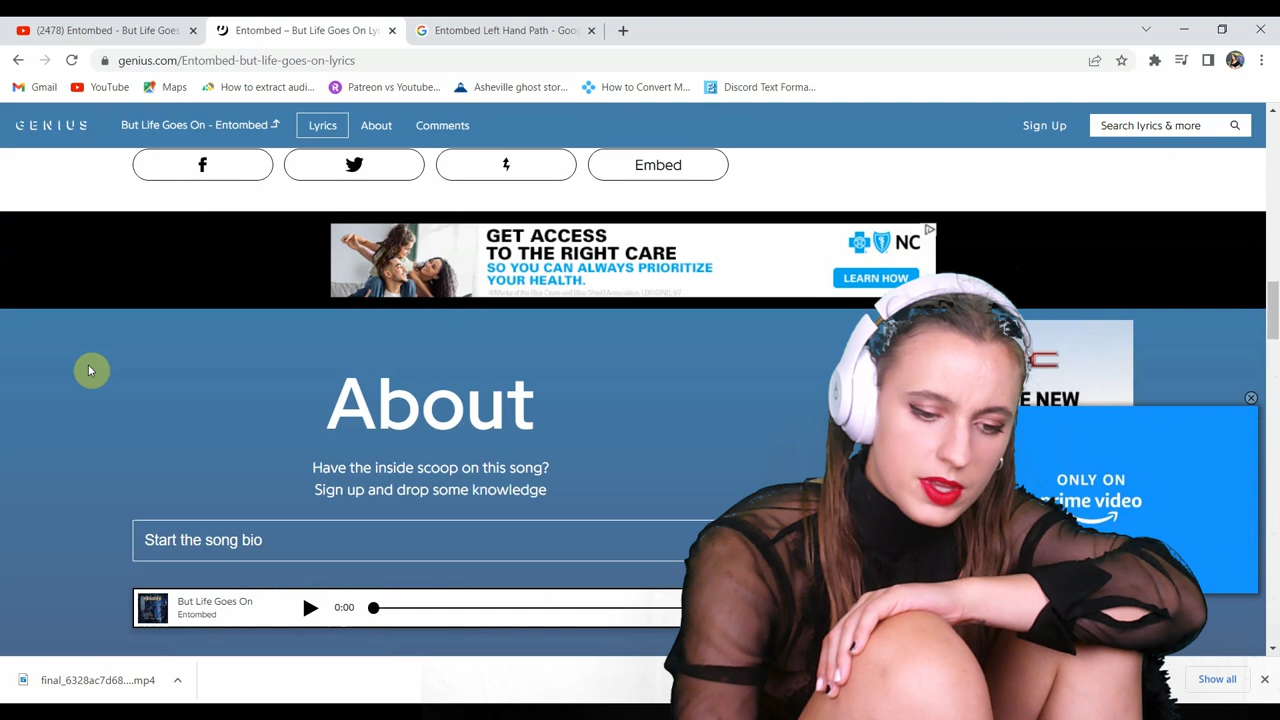 (2478) Entombed - But Life Goes
Entombed – But Life Goes On Ly
Entombed Left Hand Path - Goo
genius.com/Entombed-but-life-goes-on-lyrics
Gmail
YouTube
Maps
How to extract audi...
Patreon vs Youtube...
Asheville ghost stor...
How to Convert M...
Discord Text Forma...
GENIUS
But Life Goes On - Entombed
Lyrics
About
Comments
Sign Up
Search lyrics & more
f
Embed
GET ACCESS
TO THE RIGHT CARE
SO YOU CAN ALWAYS PRIORITIZE
YOUR HEALTH.
NC
LEARN HOW
About
Have the inside scoop on this song?
Sign up and drop some knowledge
Start the song bio
But Life Goes On
Entombed
0:00
NEW
ONLY ON
prime video
final_6328ac7d68....mp4
Show all